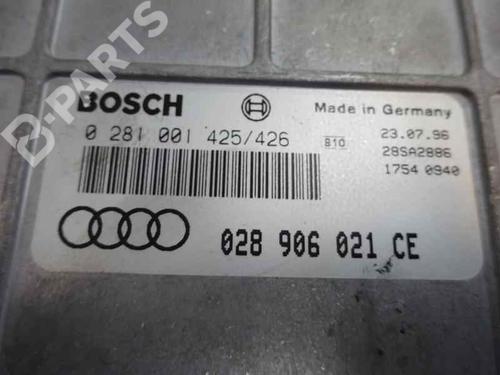 B-PARTS
BOSCH
Made in Germany
0 281 001 425/426
810
23.07.96
28SA2886
1754 0940
028 906 021 CE